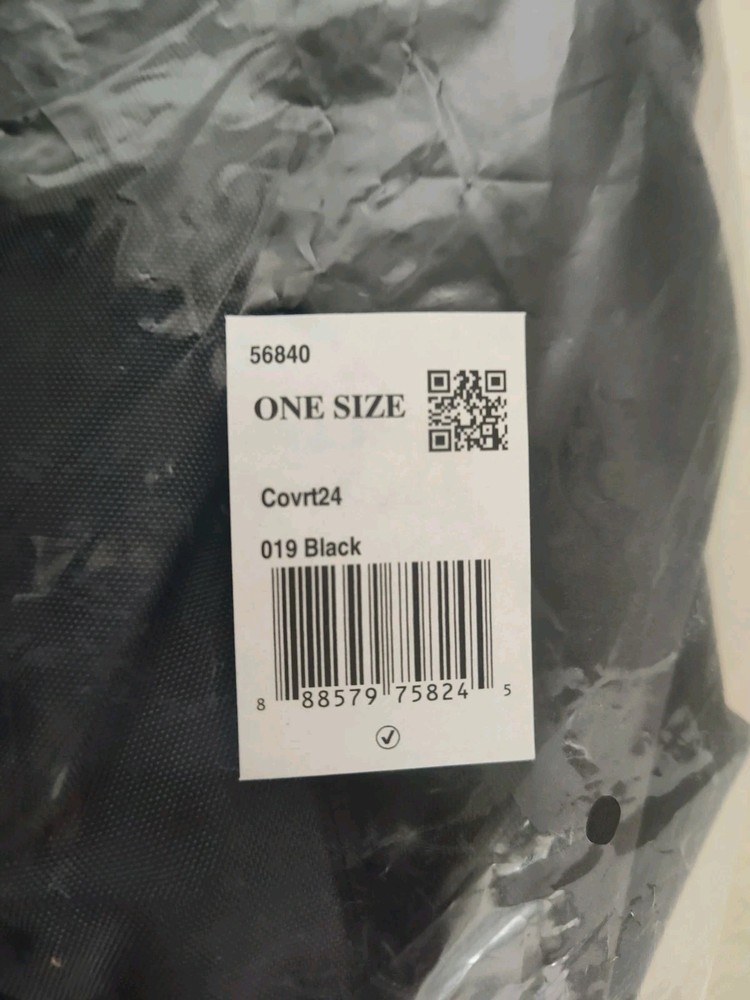 56840
ONE SIZE
Covrt24
019 Black
8 88579 75824 5